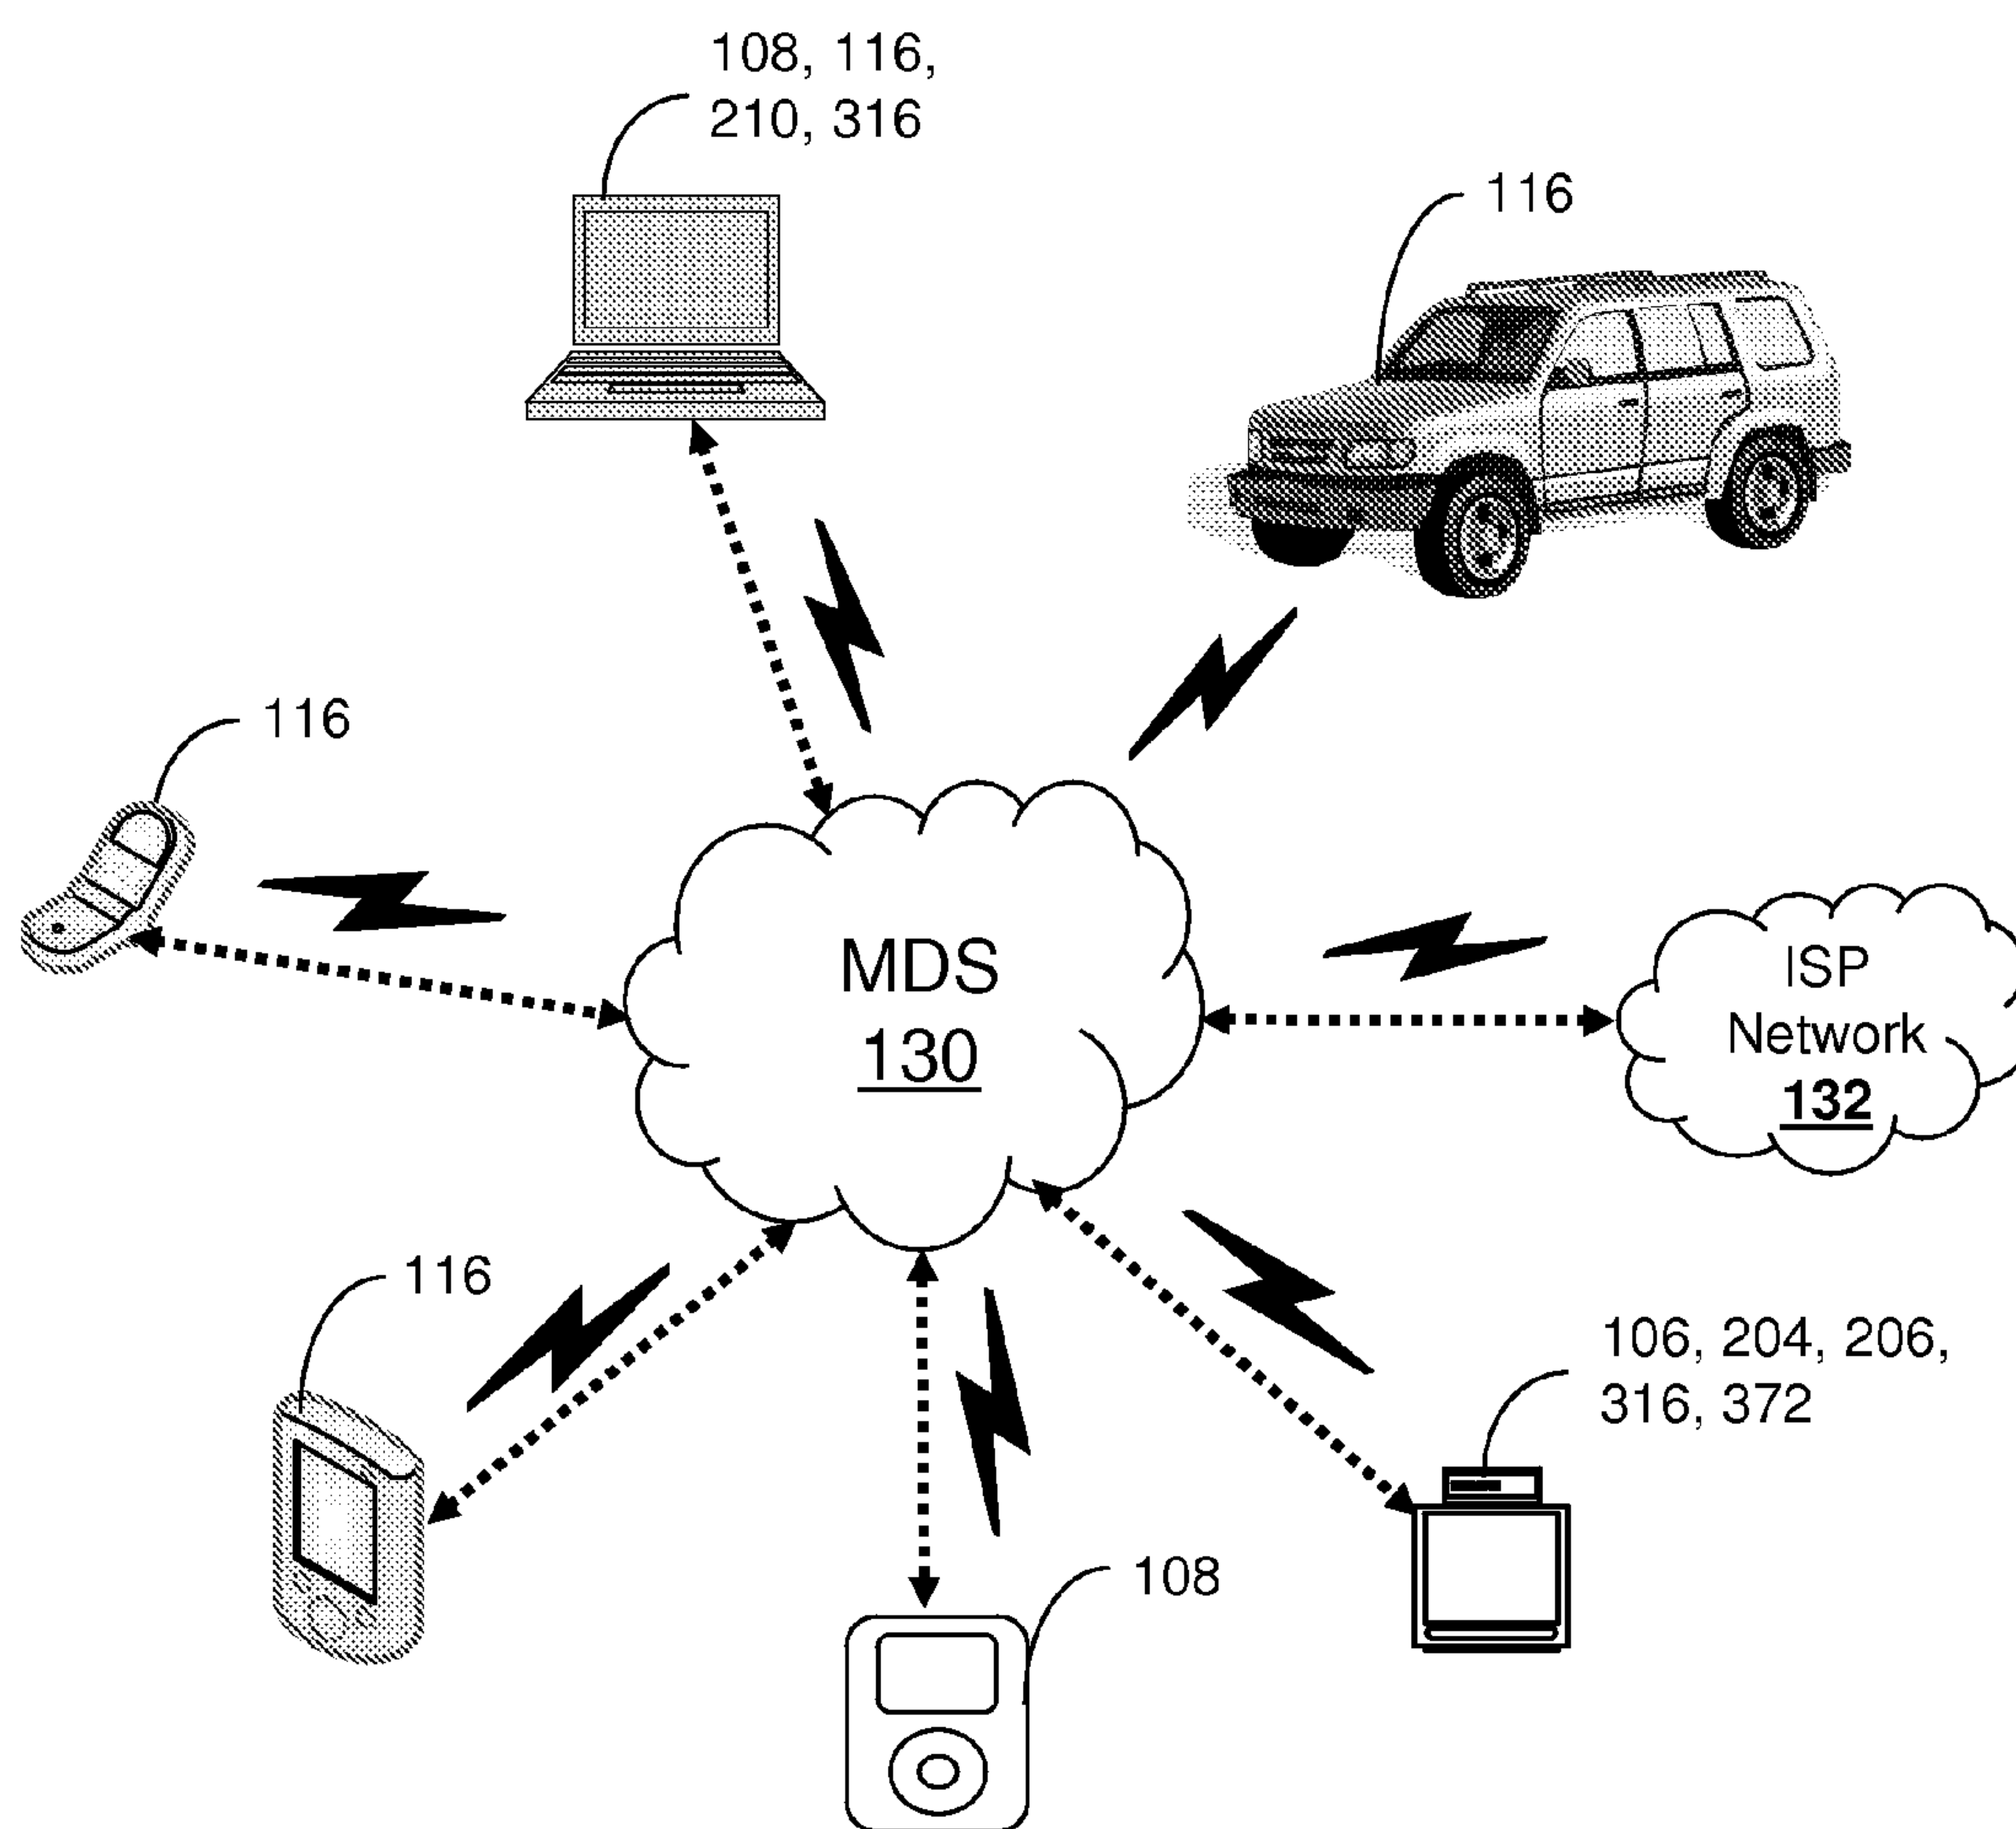 108, 116,
210, 316
116
116
MDS
130
ISP
Network
132
116
106, 204, 206,
316, 372
108